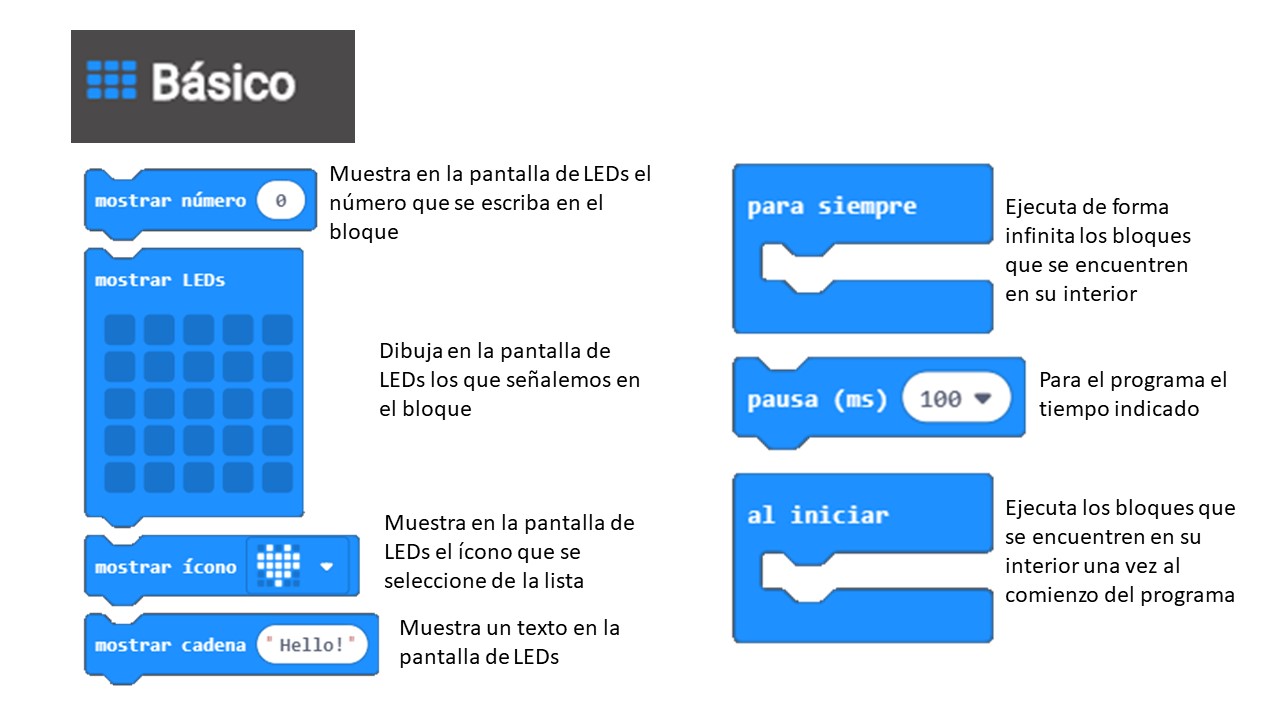 Básico
mostrar número 0
Muestra en la pantalla de LEDs el
número que se escriba en el
bloque
mostrar LEDs
Dibuja en la pantalla de
LEDs los que señalemos en
el bloque
mostrar ícono
Muestra en la pantalla de
LEDs el ícono que se
seleccione de la lista
mostrar cadena "Hello!"
Muestra un texto en la
pantalla de LEDs
para siempre
Ejecuta de forma
infinita los bloques
que se encuentren
en su interior
pausa (ms) 100
Para el programa el
tiempo indicado
al iniciar
Ejecuta los bloques que
se encuentren en su
interior una vez al
comienzo del programa